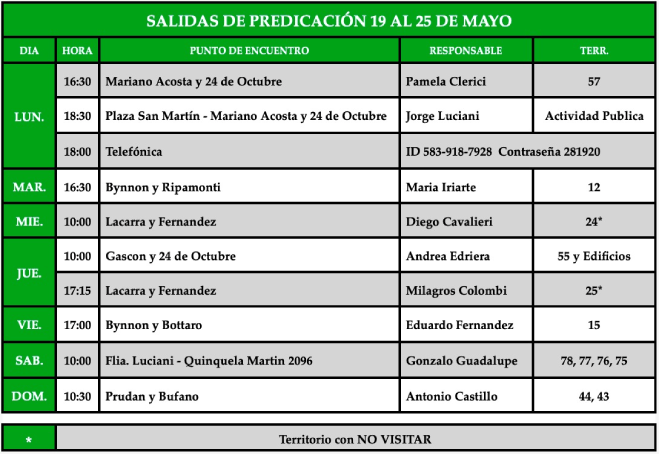 SALIDAS DE PREDICACIÓN 19 AL 25 DE MAYO
DIA HORA PUNTO DE ENCUENTRO RESPONSABLE TERR.
LUN. 16:30 Mariano Acosta y 24 de Octubre Pamela Clerici 57
18:30 Plaza San Martín - Mariano Acosta y 24 de Octubre Jorge Luciani Actividad Publica
18:00 Telefónica ID 583-918-7928 Contraseña 281920
MAR. 16:30 Bynnon y Ripamonti Maria Iriarte 12
MIE. 10:00 Lacarra y Fernandez Diego Cavalieri 24*
JUE. 10:00 Gascon y 24 de Octubre Andrea Edriera 55 y Edificios
17:15 Lacarra y Fernandez Milagros Colombi 25*
VIE. 17:00 Bynnon y Bottaro Eduardo Fernandez 15
SAB. 10:00 Flia. Luciani - Quinquela Martin 2096 Gonzalo Guadalupe 78, 77, 76, 75
DOM. 10:30 Prudan y Bufano Antonio Castillo 44, 43
* Territorio con NO VISITAR